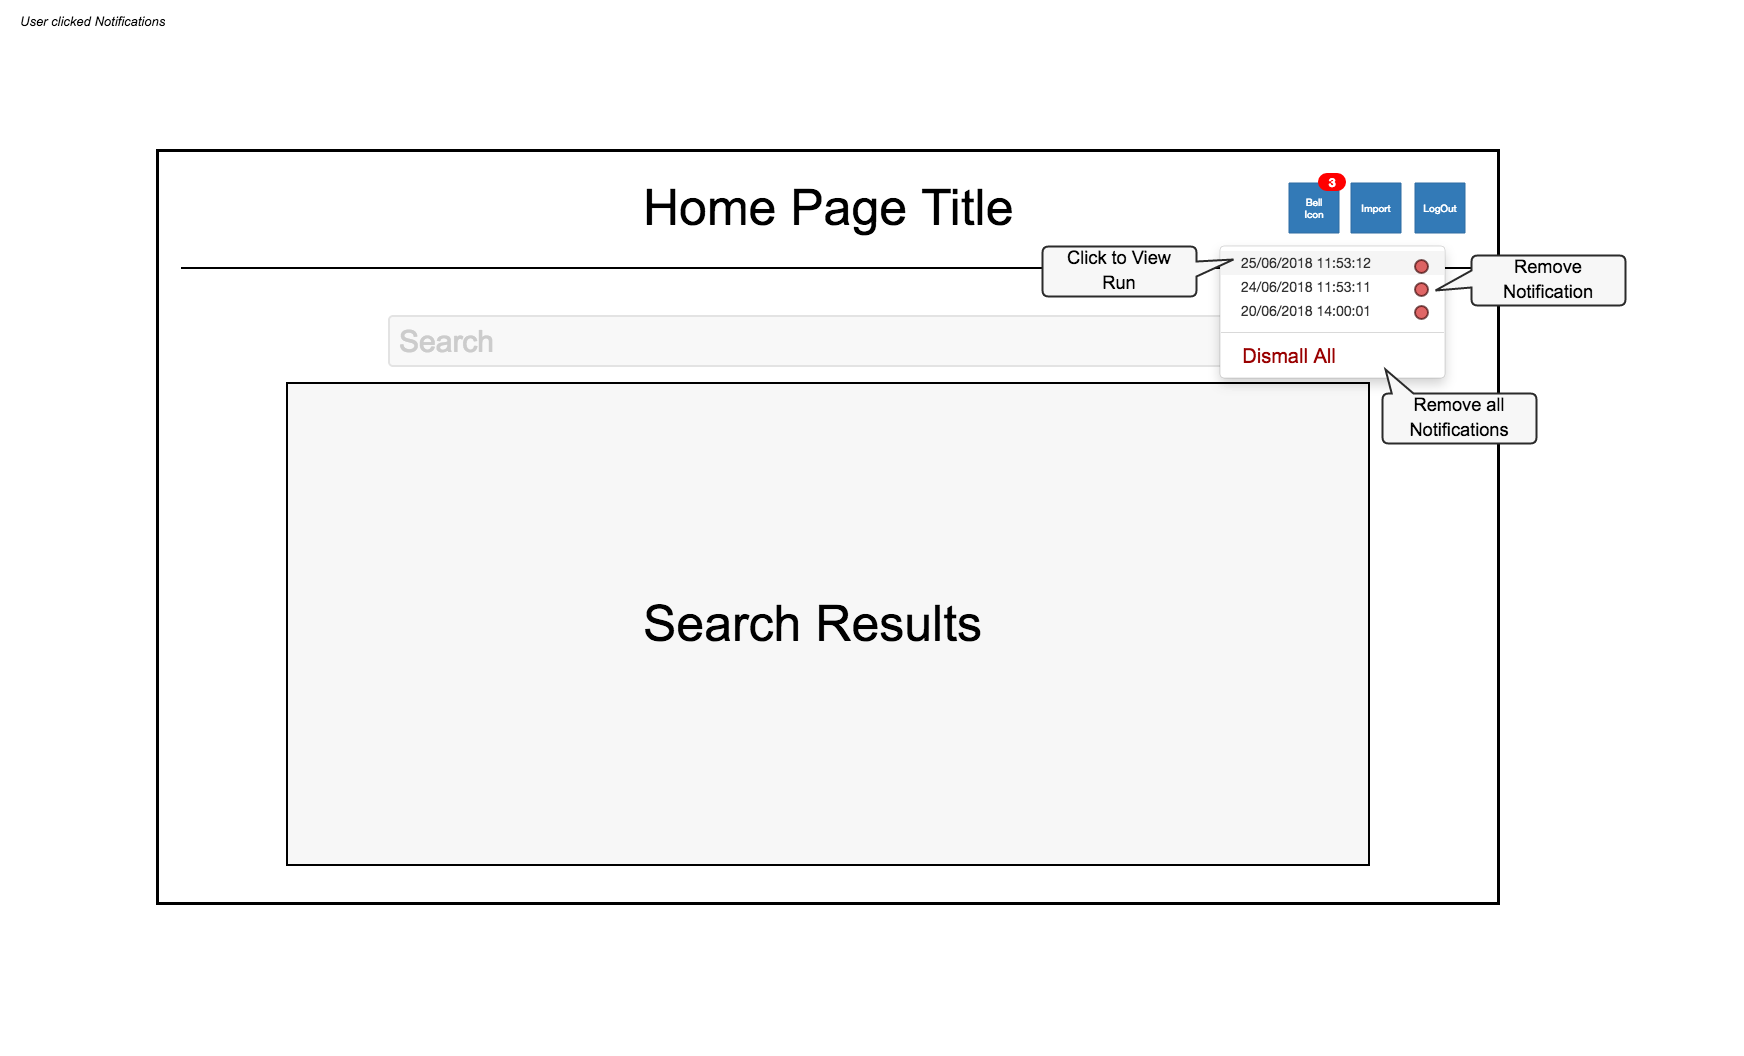 User clicked Notifications
Home Page Title
3
Bell
Icon
Import
LogOut
Click to View
Run
25/06/2018 11:53:12
24/06/2018 11:53:11
20/06/2018 14:00:01
Remove
Notification
Search
Dismall All
Remove all
Notifications
Search Results